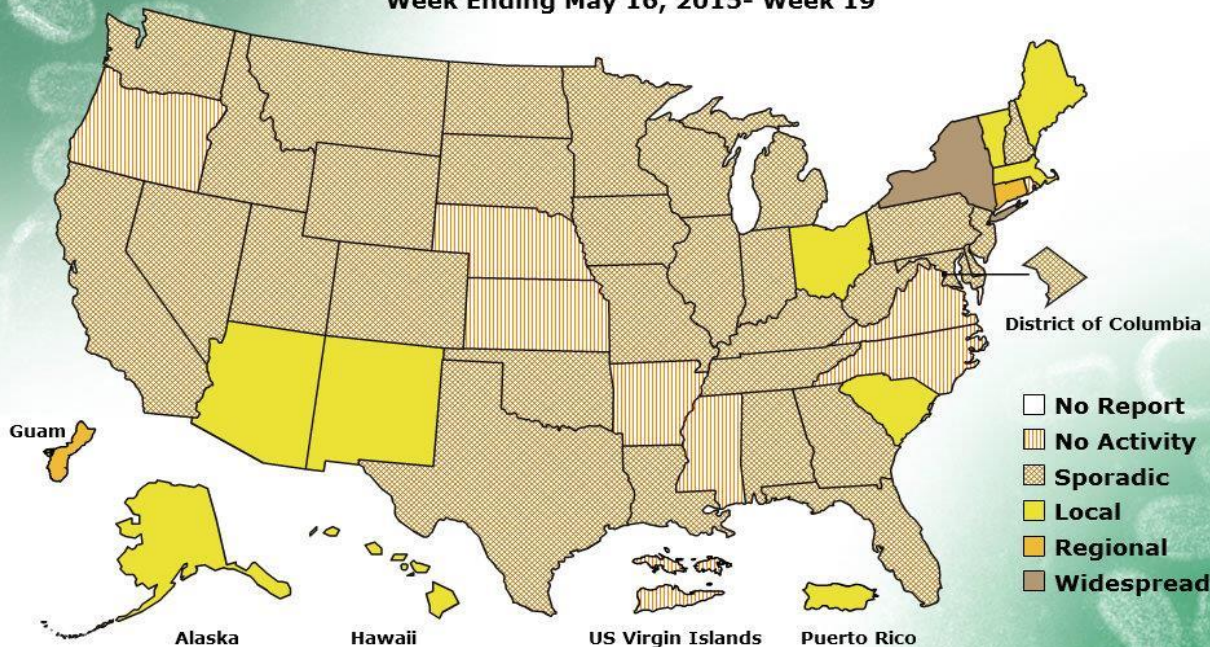 Week Ending May 16, 2015- Week 19
District of Columbia
No Report
No Activity
Guam
Sporadic
Local
Regional
Widespread
Alaska
Hawaii
US Virgin Islands
Puerto Rico